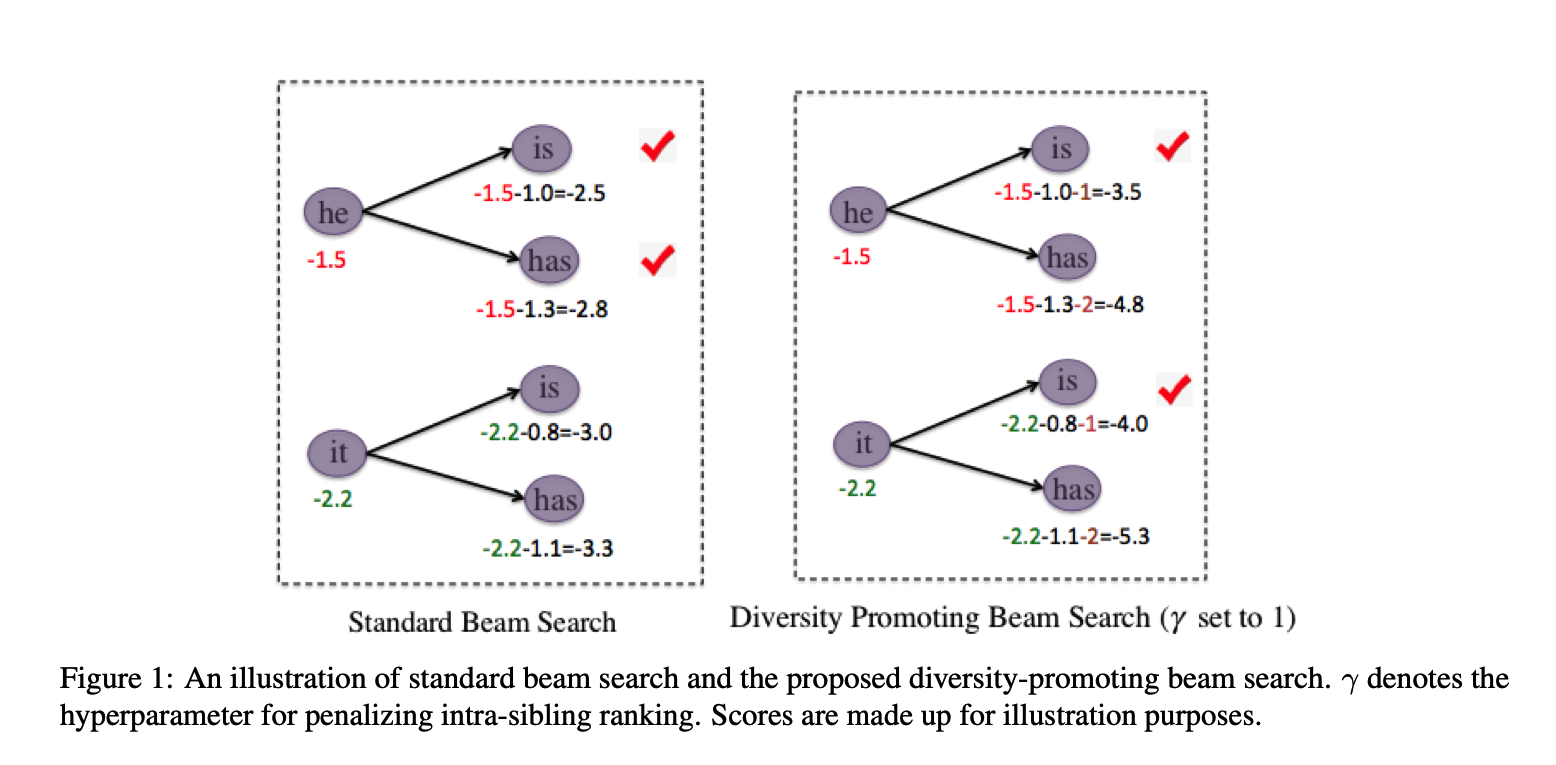 is
-1.5-1.0=-2.5
he
-1.5
has
-1.5-1.3=-2.8
is
-2.2-0.8=-3.0
it
-2.2
has
-2.2-1.1=-3.3
Standard Beam Search
is
-1.5-1.0-1=-3.5
he
-1.5
has
-1.5-1.3-2=-4.8
is
-2.2-0.8-1=-4.0
it
-2.2
has
-2.2-1.1-2=-5.3
Diversity Promoting Beam Search (γ set to 1)
Figure 1: An illustration of standard beam search and the proposed diversity-promoting beam search. γ denotes the
hyperparameter for penalizing intra-sibling ranking. Scores are made up for illustration purposes.